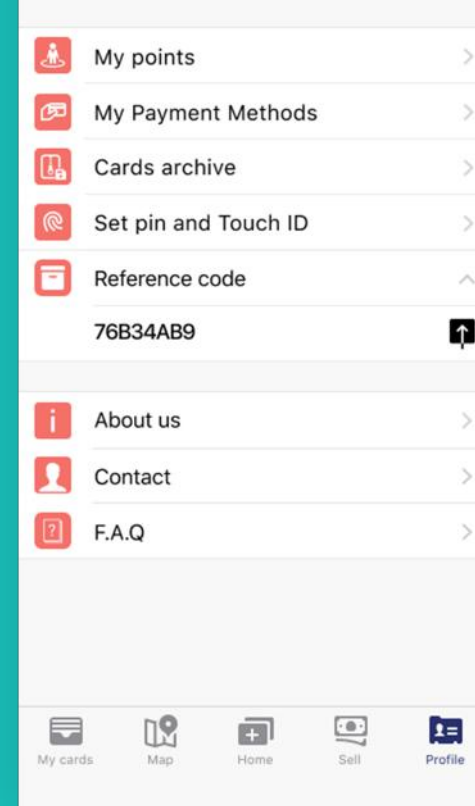 My points
My Payment Methods
Cards archive
Set pin and Touch ID
Reference code
76B34AB9
About us
Contact
F.A.Q
My cards Map Home Sell Profile